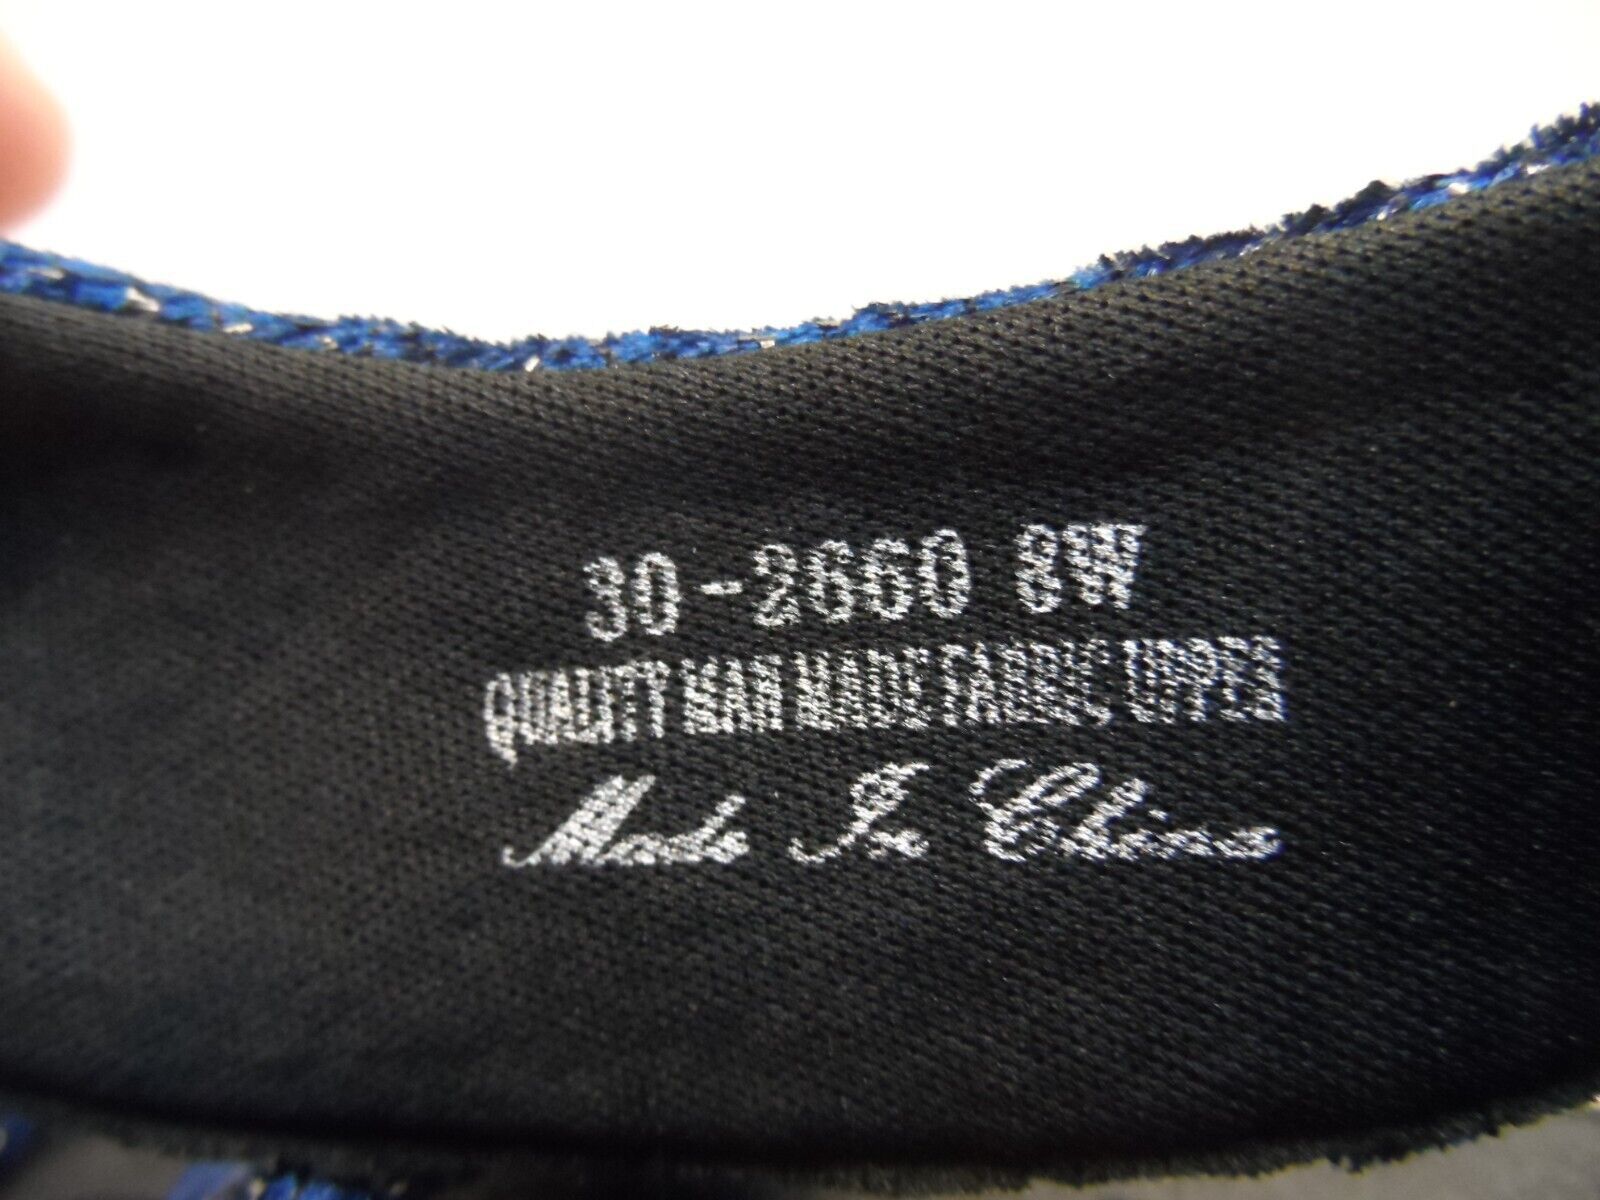 30-2660 8W
QUALITY MAN MADE FABRIC UPPER
Made In China